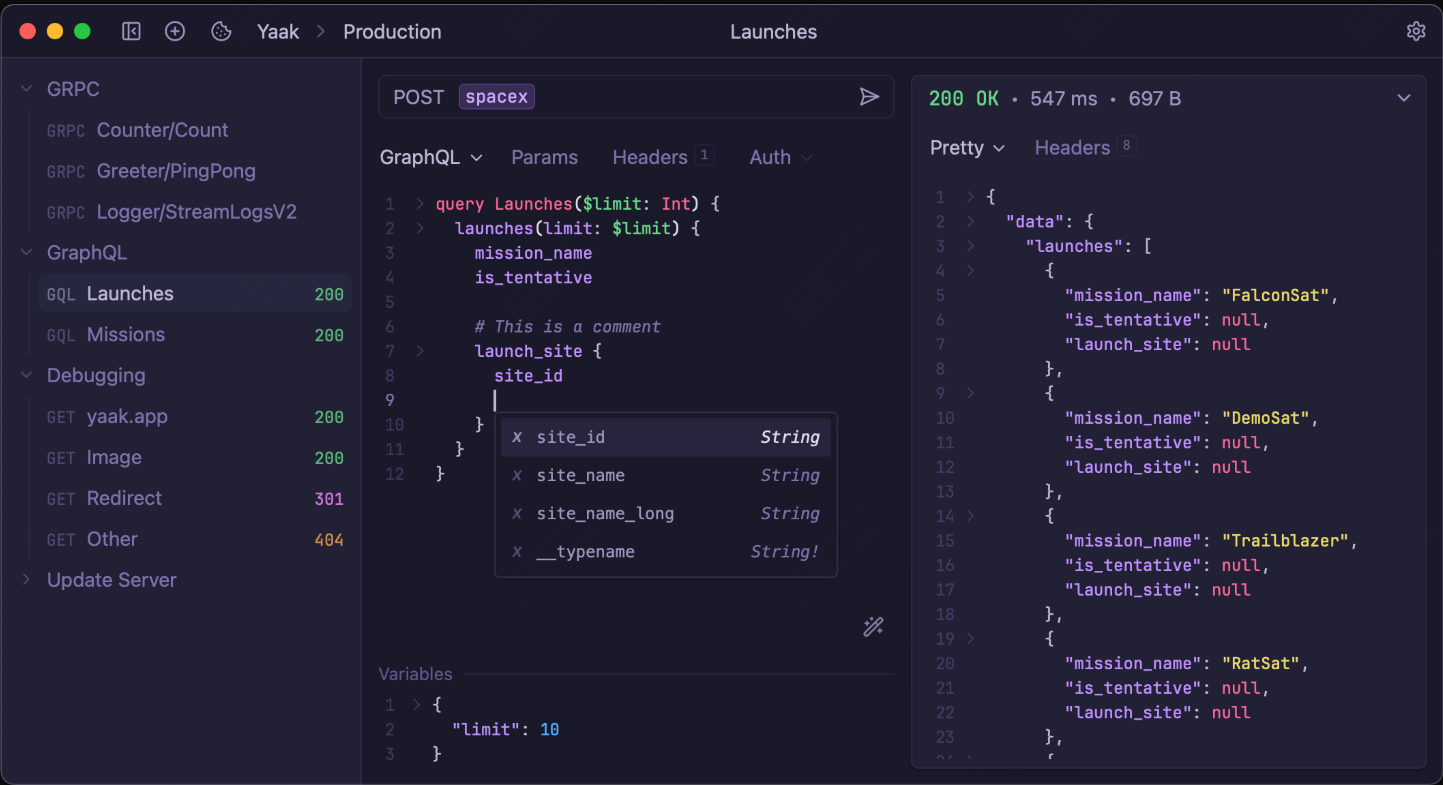 Yaak > Production
Launches
GRPC
GRPC Counter/Count
GRPC Greeter/PingPong
GRPC Logger/StreamLogsV2
GraphQL
GQL Launches 200
GQL Missions 200
Debugging
GET yaak.app 200
GET Image 200
GET Redirect 301
GET Other 404
Update Server
POST spacex
GraphQL Params Headers 1 Auth
1 query Launches($limit: Int) {
2 launches(limit: $limit) {
3 mission_name
4 is_tentative
5
6 # This is a comment
7 launch_site {
8 site_id
9
10 }
11 }
12 }
x site_id String
x site_name String
x site_name_long String
x __typename String!
Variables
1 {
2 "limit": 10
3 }
200 OK • 547 ms • 697 B
Pretty Headers 8
1 {
2 "data": {
3 "launches": [
4 {
5 "mission_name": "FalconSat",
6 "is_tentative": null,
7 "launch_site": null
8 },
9 {
10 "mission_name": "DemoSat",
11 "is_tentative": null,
12 "launch_site": null
13 },
14 {
15 "mission_name": "Trailblazer",
16 "is_tentative": null,
17 "launch_site": null
18 },
19 {
20 "mission_name": "RatSat",
21 "is_tentative": null,
22 "launch_site": null
23 },